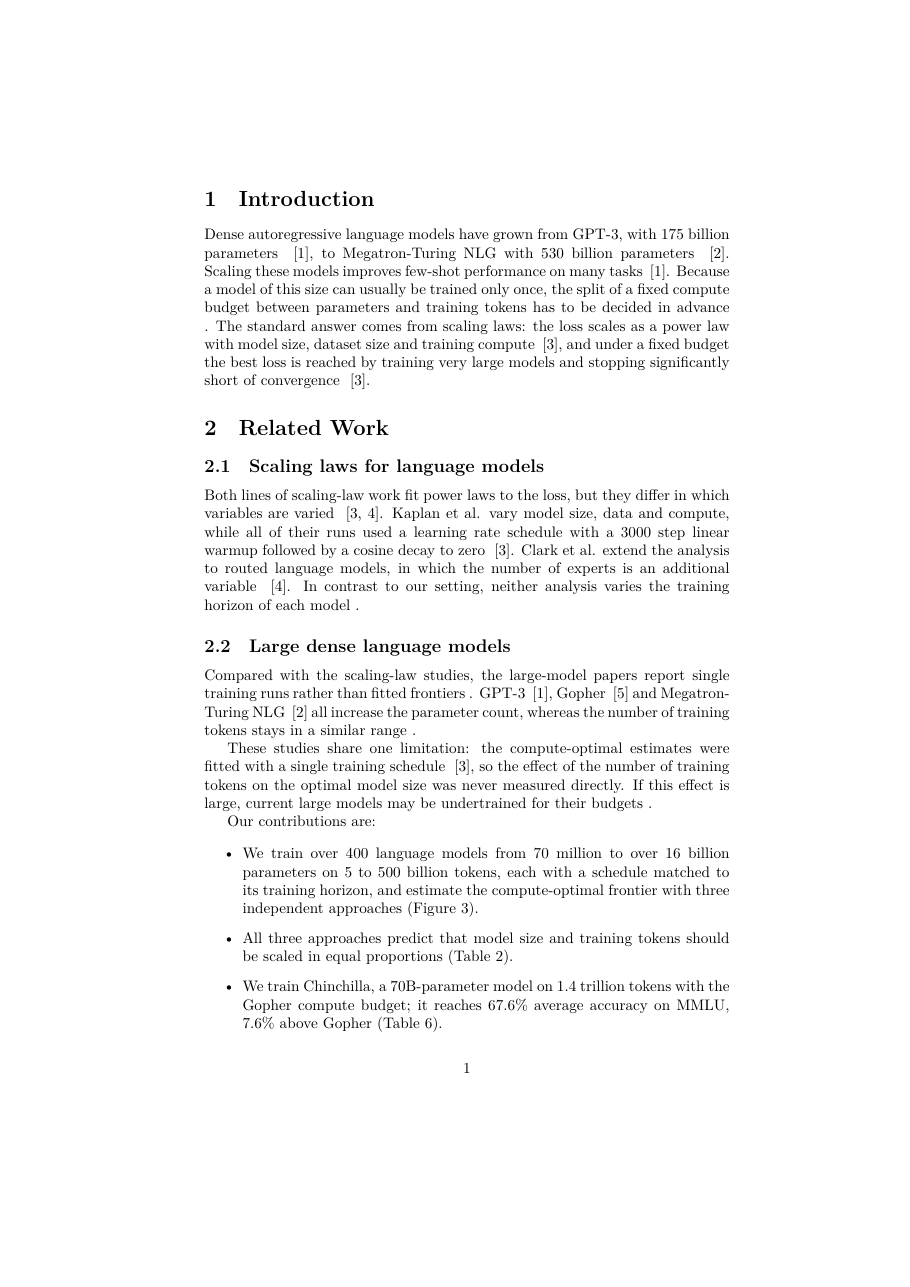 1 Introduction
Dense autoregressive language models have grown from GPT-3, with 175 billion
parameters [1], to Megatron-Turing NLG with 530 billion parameters [2].
Scaling these models improves few-shot performance on many tasks [1]. Because
a model of this size can usually be trained only once, the split of a fixed compute
budget between parameters and training tokens has to be decided in advance
. The standard answer comes from scaling laws: the loss scales as a power law
with model size, dataset size and training compute [3], and under a fixed budget
the best loss is reached by training very large models and stopping significantly
short of convergence [3].
2 Related Work
2.1 Scaling laws for language models
Both lines of scaling-law work fit power laws to the loss, but they differ in which
variables are varied [3, 4]. Kaplan et al. vary model size, data and compute,
while all of their runs used a learning rate schedule with a 3000 step linear
warmup followed by a cosine decay to zero [3]. Clark et al. extend the analysis
to routed language models, in which the number of experts is an additional
variable [4]. In contrast to our setting, neither analysis varies the training
horizon of each model .
2.2 Large dense language models
Compared with the scaling-law studies, the large-model papers report single
training runs rather than fitted frontiers . GPT-3 [1], Gopher [5] and Megatron-
Turing NLG [2] all increase the parameter count, whereas the number of training
tokens stays in a similar range .
These studies share one limitation: the compute-optimal estimates were
fitted with a single training schedule [3], so the effect of the number of training
tokens on the optimal model size was never measured directly. If this effect is
large, current large models may be undertrained for their budgets .
Our contributions are:
• We train over 400 language models from 70 million to over 16 billion
parameters on 5 to 500 billion tokens, each with a schedule matched to
its training horizon, and estimate the compute-optimal frontier with three
independent approaches (Figure 3).
• All three approaches predict that model size and training tokens should
be scaled in equal proportions (Table 2).
• We train Chinchilla, a 70B-parameter model on 1.4 trillion tokens with the
Gopher compute budget; it reaches 67.6% average accuracy on MMLU,
7.6% above Gopher (Table 6).
1